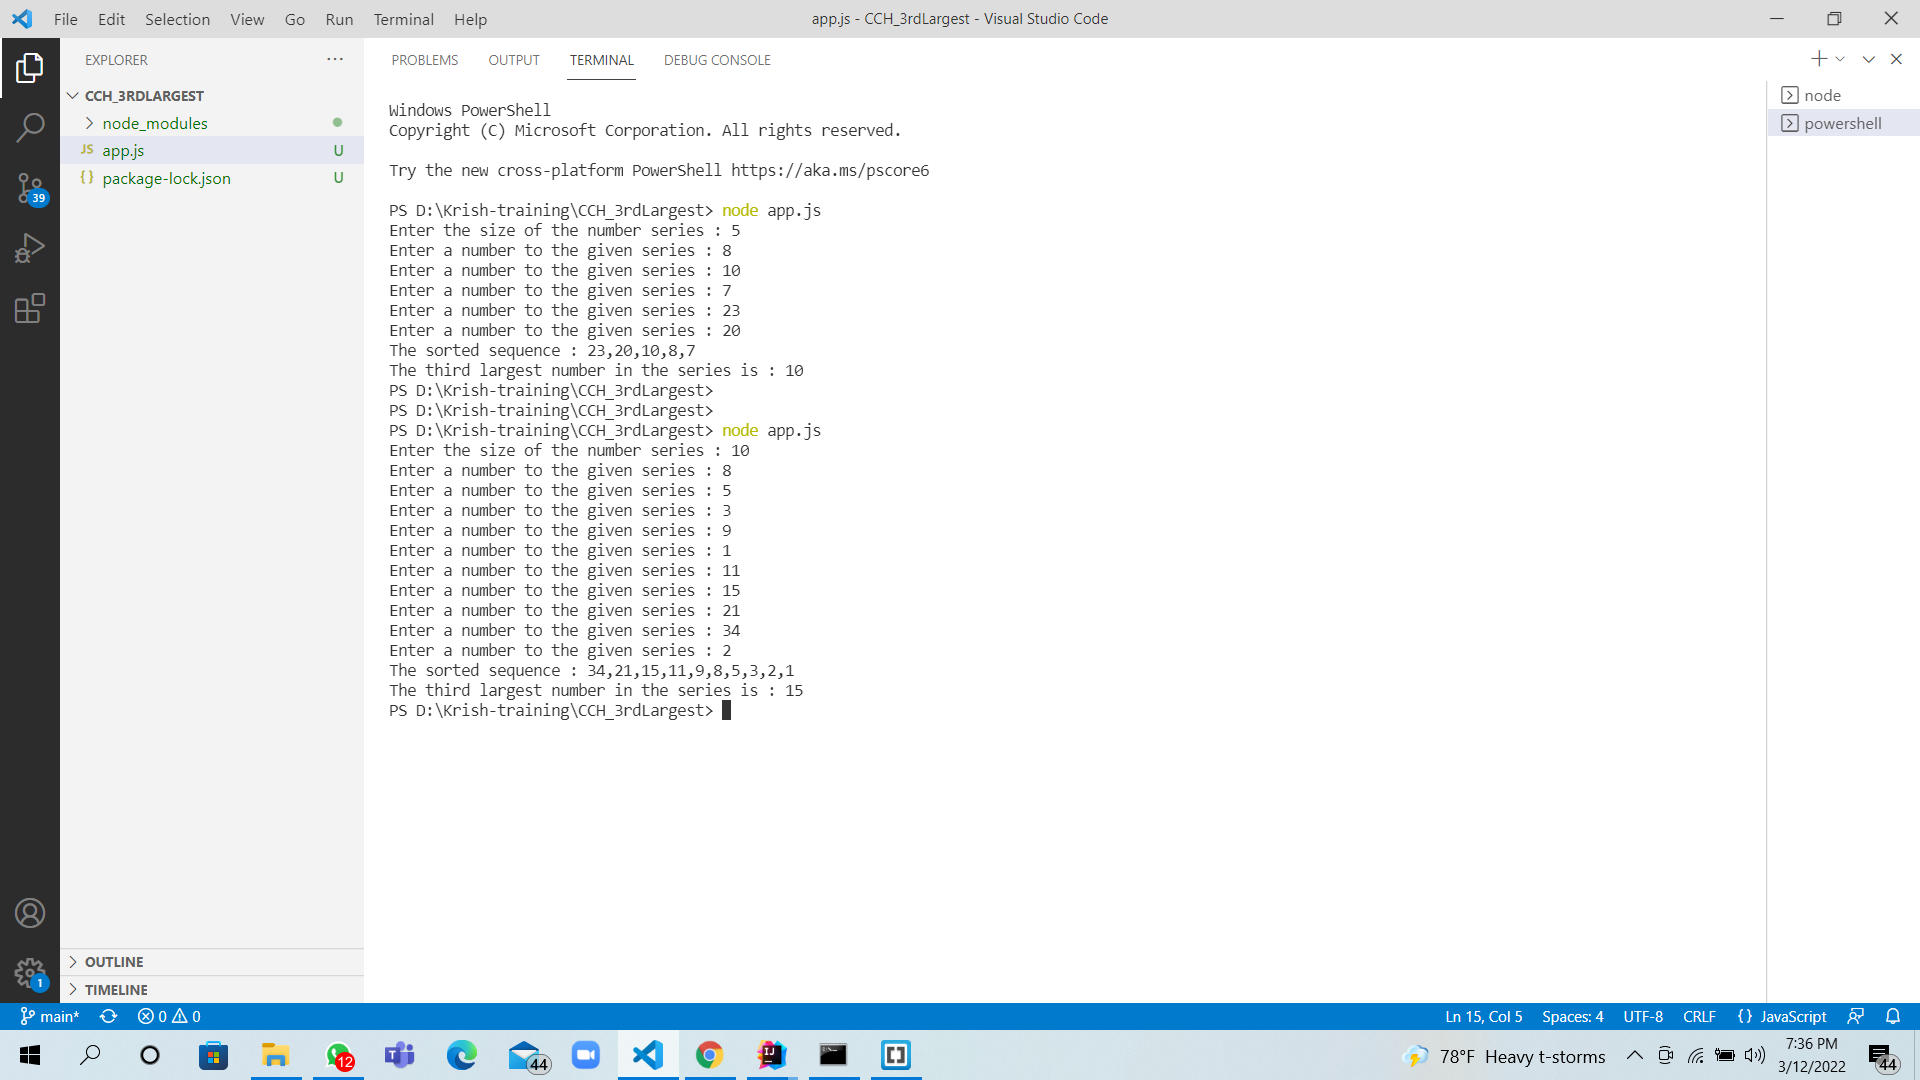 File Edit Selection View Go Run Terminal Help
app.js - CCH_3rdLargest - Visual Studio Code
EXPLORER
CCH_3RDLARGEST
node_modules
JS app.js U
{} package-lock.json U
39
1
OUTLINE
TIMELINE
PROBLEMS OUTPUT TERMINAL DEBUG CONSOLE
Windows PowerShell
Copyright (C) Microsoft Corporation. All rights reserved.
Try the new cross-platform PowerShell https://aka.ms/pscore6
PS D:\Krish-training\CCH_3rdLargest> node app.js
Enter the size of the number series : 5
Enter a number to the given series : 8
Enter a number to the given series : 10
Enter a number to the given series : 7
Enter a number to the given series : 23
Enter a number to the given series : 20
The sorted sequence : 23,20,10,8,7
The third largest number in the series is : 10
PS D:\Krish-training\CCH_3rdLargest>
PS D:\Krish-training\CCH_3rdLargest>
PS D:\Krish-training\CCH_3rdLargest> node app.js
Enter the size of the number series : 10
Enter a number to the given series : 8
Enter a number to the given series : 5
Enter a number to the given series : 3
Enter a number to the given series : 9
Enter a number to the given series : 1
Enter a number to the given series : 11
Enter a number to the given series : 15
Enter a number to the given series : 21
Enter a number to the given series : 34
Enter a number to the given series : 2
The sorted sequence : 34,21,15,11,9,8,5,3,2,1
The third largest number in the series is : 15
PS D:\Krish-training\CCH_3rdLargest>
node
powershell
main* 0 0
Ln 15, Col 5 Spaces: 4 UTF-8 CRLF {} JavaScript
12
44
78°F Heavy t-storms
7:36 PM
3/12/2022
44